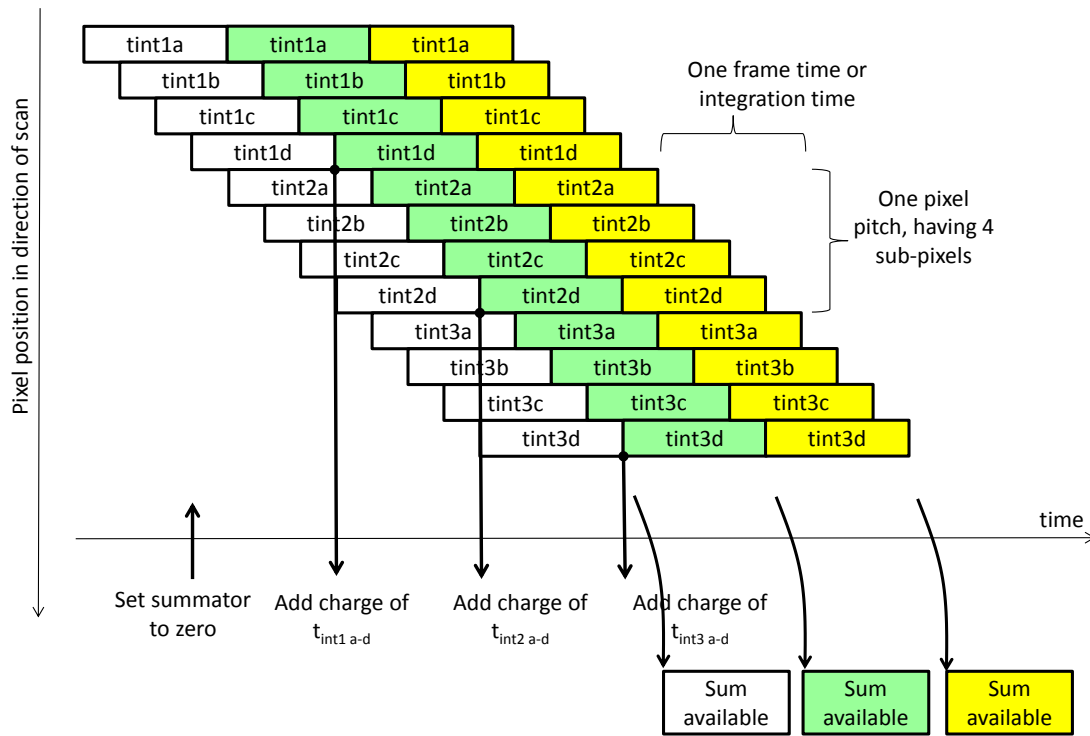 tint1a tint1a tint1a
tint1b tint1b tint1b
tint1c tint1c tint1c
tint1d tint1d tint1d
tint2a tint2a tint2a
tint2b tint2b tint2b
tint2c tint2c tint2c
tint2d tint2d tint2d
tint3a tint3a tint3a
tint3b tint3b tint3b
tint3c tint3c tint3c
tint3d tint3d tint3d
Pixel position in direction of scan
One frame time or
integration time
One pixel
pitch, having 4
sub-pixels
time
Set summator
to zero
Add charge of
tint1 a-d
Add charge of
tint2 a-d
Add charge of
tint3 a-d
Sum
available
Sum
available
Sum
available